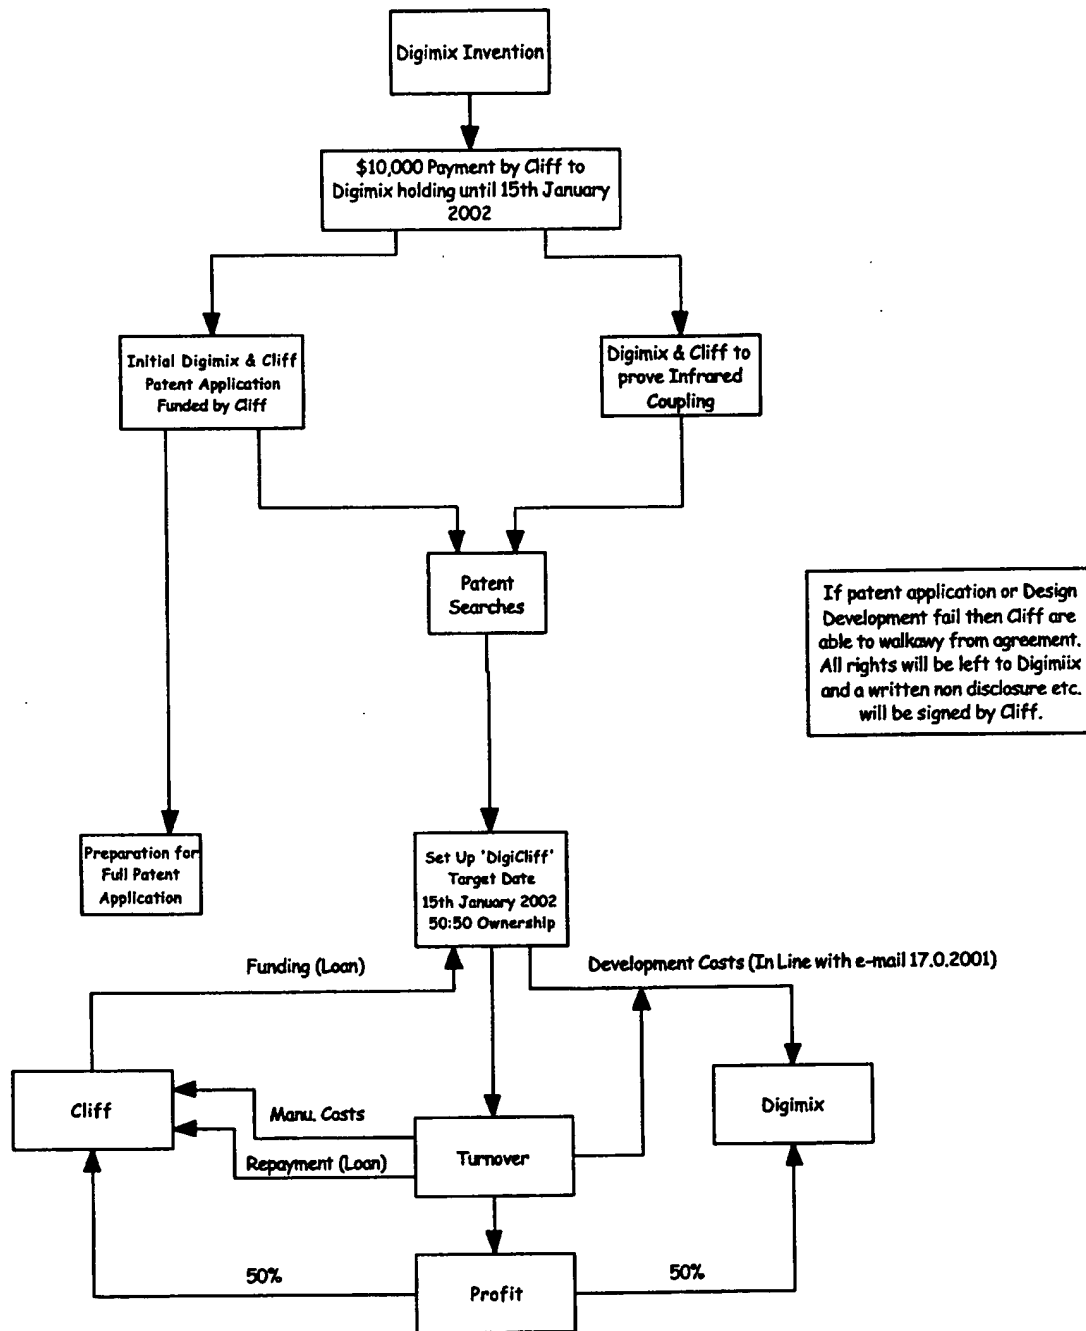 Digimix Invention
$10,000 Payment by Cliff to
Digimix holding until 15th January
2002
Initial Digimix & Cliff
Patent Application
Funded by Cliff
Digimix & Cliff to
prove Infrared
Coupling
Patent
Searches
If patent application or Design
Development fail then Cliff are
able to walkawy from agreement.
All rights will be left to Digimiix
and a written non disclosure etc.
will be signed by Cliff.
Preparation for
Full Patent
Application
Set Up 'DigiCliff'
Target Date
15th January 2002
50:50 Ownership
Funding (Loan)
Development Costs (In Line with e-mail 17.0.2001)
Cliff
Manu. Costs
Digimix
Repayment (Loan)
Turnover
50%
50%
Profit